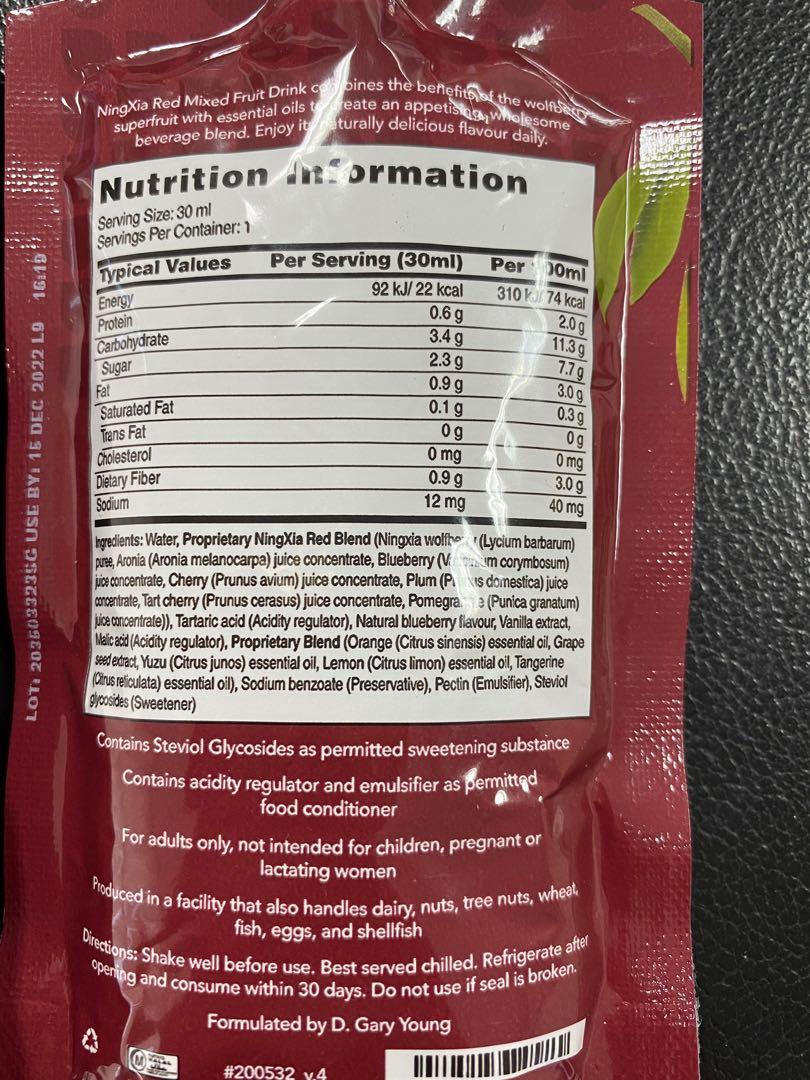 NingXia Red Mixed Fruit Drink the benefits of the
superfruit with essential oils an appetising, wholesome
beverage blend. Enjoy delicious flavour daily.
Nutrition Information
Serving Size: 30 ml
Servings Per Container: 1
Typical Values Per Serving (30ml) Per
Energy 92 kJ/ 22 kcal 310 74 kcal
Protein 0.6 g 2.0 g
Carbohydrate 3.4 g 11.3 g
Sugar 2.3 g 7.7 g
Fat 0.9 g 3.0 g
Saturated Fat 0.1 g 0.3 g
Trans Fat 0 g 0 g
Cholesterol 0 mg 0 mg
Dietary Fiber 0.9 g 3.0 g
Sodium 12 mg 40 mg
Ingredients: Water, Proprietary NingXia Red Blend (Ningxia (Lycium barbarum)
puree, Aronia (Aronia melanocarpa) juice concentrate, Blueberry corymbosum)
juice concentrate, Cherry (Prunus avium) juice concentrate, Plum domestica) juice
concentrate, Tart cherry (Prunus cerasus) juice concentrate, (Punica granatum)
juice concentrate)), Tartaric acid (Acidity regulator), Natural blueberry flavour, Vanilla extract,
Malic acid (Acidity regulator), Proprietary Blend (Orange (Citrus sinensis) essential oil, Grape
seed extract, Yuzu (Citrus junos) essential oil, Lemon (Citrus limon) essential oil, Tangerine
(Citrus reticulata) essential oil), Sodium benzoate (Preservative), Pectin (Emulsifier), Steviol
glycosides (Sweetener)
Contains Steviol Glycosides as permitted sweetening substance
Contains acidity regulator and emulsifier as permitted
food conditioner
For adults only, not intended for children, pregnant or
lactating women
Produced in a facility that also handles dairy, nuts, tree nuts, wheat,
fish, eggs, and shellfish
Directions: Shake well before use. Best served chilled. Refrigerate after
opening and consume within 30 days. Do not use if seal is broken.
Formulated by D. Gary Young
#200532 v.4
USE BY: 15 DEC 2022 L9 16:19